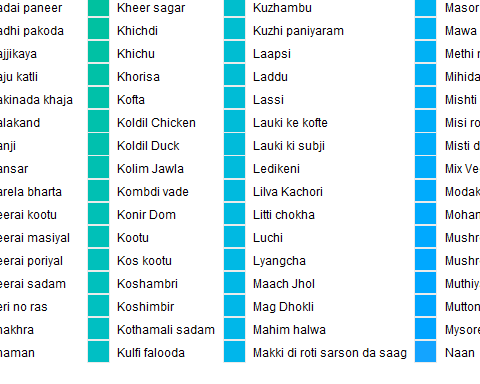 adai paneer
adhi pakoda
ajjikaya
aju katli
akinada khaja
alakand
anji
ansar
arela bharta
eerai kootu
eerai masiyal
eerai poriyal
eerai sadam
eri no ras
hakhra
haman
Kheer sagar
Khichdi
Khichu
Khorisa
Kofta
Koldil Chicken
Koldil Duck
Kolim Jawla
Kombdi vade
Konir Dom
Kootu
Kos kootu
Koshambri
Koshimbir
Kothamali sadam
Kulfi falooda
Kuzhambu
Kuzhi paniyaram
Laapsi
Laddu
Lassi
Lauki ke kofte
Lauki ki subji
Ledikeni
Lilva Kachori
Litti chokha
Luchi
Lyangcha
Maach Jhol
Mag Dhokli
Mahim halwa
Makki di roti sarson da saag
Masor
Mawa
Methi
Mihida
Mishti
Misi ro
Misti d
Mix Ve
Modak
Mohan
Mushr
Mushr
Muthiy
Mutton
Mysore
Naan